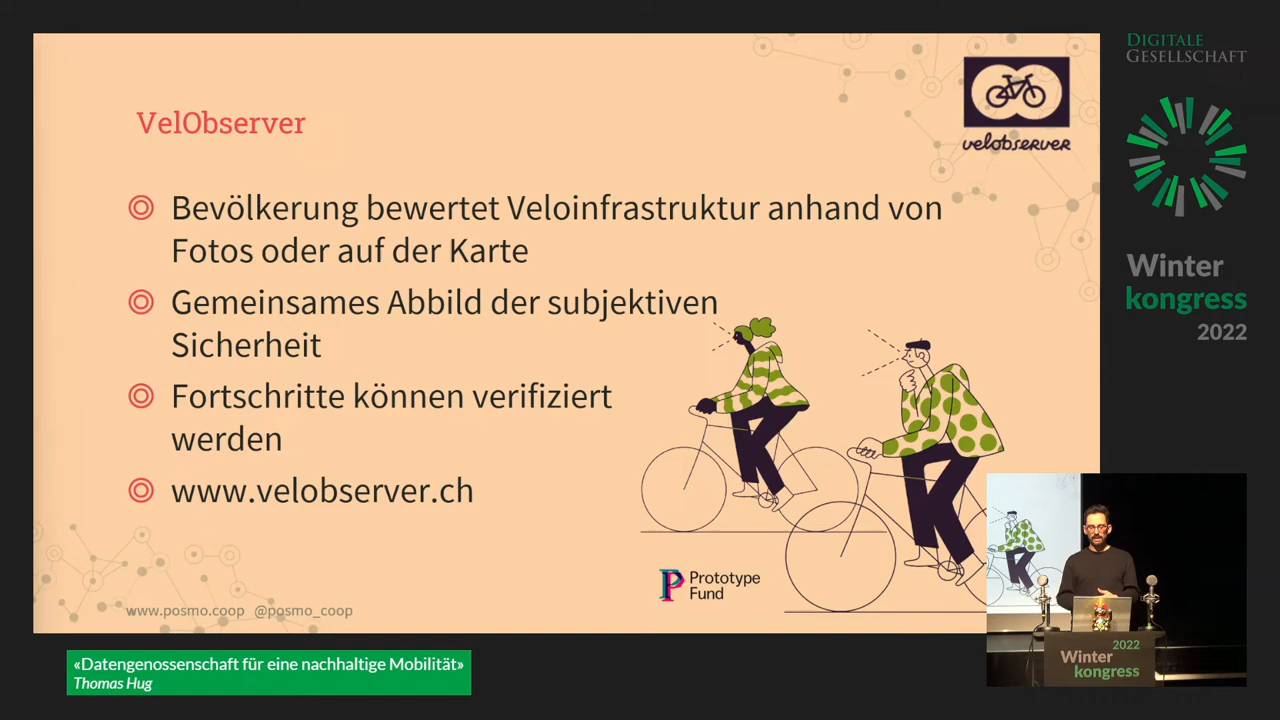 VelObserver
velobserver
Bevölkerung bewertet Veloinfrastruktur anhand von
Fotos oder auf der Karte
Gemeinsames Abbild der subjektiven
Sicherheit
Fortschritte können verifiziert
werden
www.velobserver.ch
Prototype
Fund
www.posmo.coop @posmo_coop
DIGITALE
GESELLSCHAFT
Winter
kongress
2022
2022
Winter
kongress
«Datengenossenschaft für eine nachhaltige Mobilität»
Thomas Hug